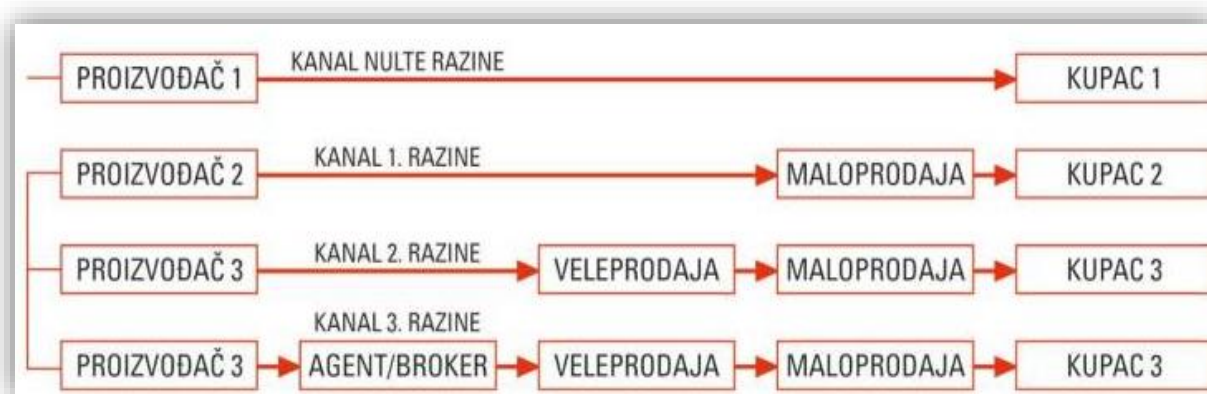 KANAL NULTE RAZINE
PROIZVOĐAČ 1 KUPAC 1
KANAL 1. RAZINE
PROIZVOĐAČ 2 MALOPRODAJA KUPAC 2
KANAL 2. RAZINE
PROIZVOĐAČ 3 VELEPRODAJA MALOPRODAJA KUPAC 3
KANAL 3. RAZINE
PROIZVOĐAČ 3 AGENT/BROKER VELEPRODAJA MALOPRODAJA KUPAC 3